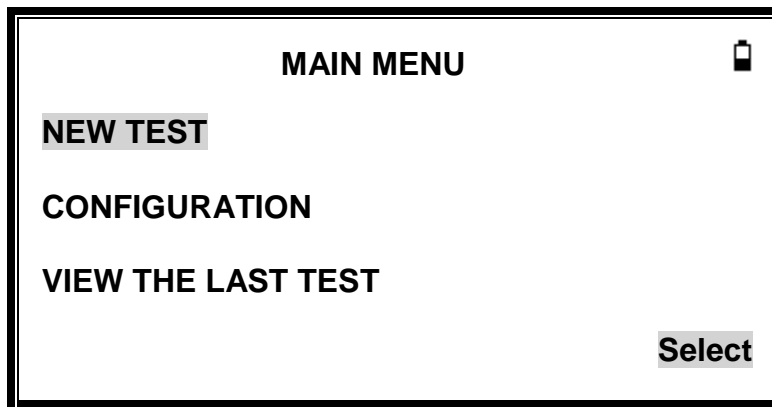 MAIN MENU
NEW TEST
CONFIGURATION
VIEW THE LAST TEST
Select